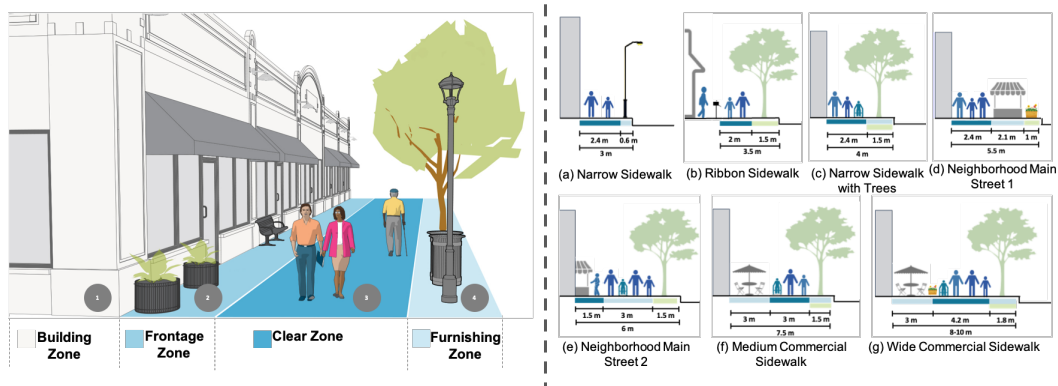 1
2
3
4
Building
Zone
Frontage
Zone
Clear Zone
Furnishing
Zone
2.4 m
0.6 m
3 m
(a) Narrow Sidewalk
2 m
1.5 m
3.5 m
(b) Ribbon Sidewalk
2.4 m
1.5 m
4 m
(c) Narrow Sidewalk
with Trees
2.4 m
2.1 m
1 m
5.5 m
(d) Neighborhood Main
Street 1
1.5 m
3 m
1.5 m
6 m
(e) Neighborhood Main
Street 2
3 m
3 m
1.5 m
7.5 m
(f) Medium Commercial
Sidewalk
3 m
4.2 m
1.8 m
8-10 m
(g) Wide Commercial Sidewalk